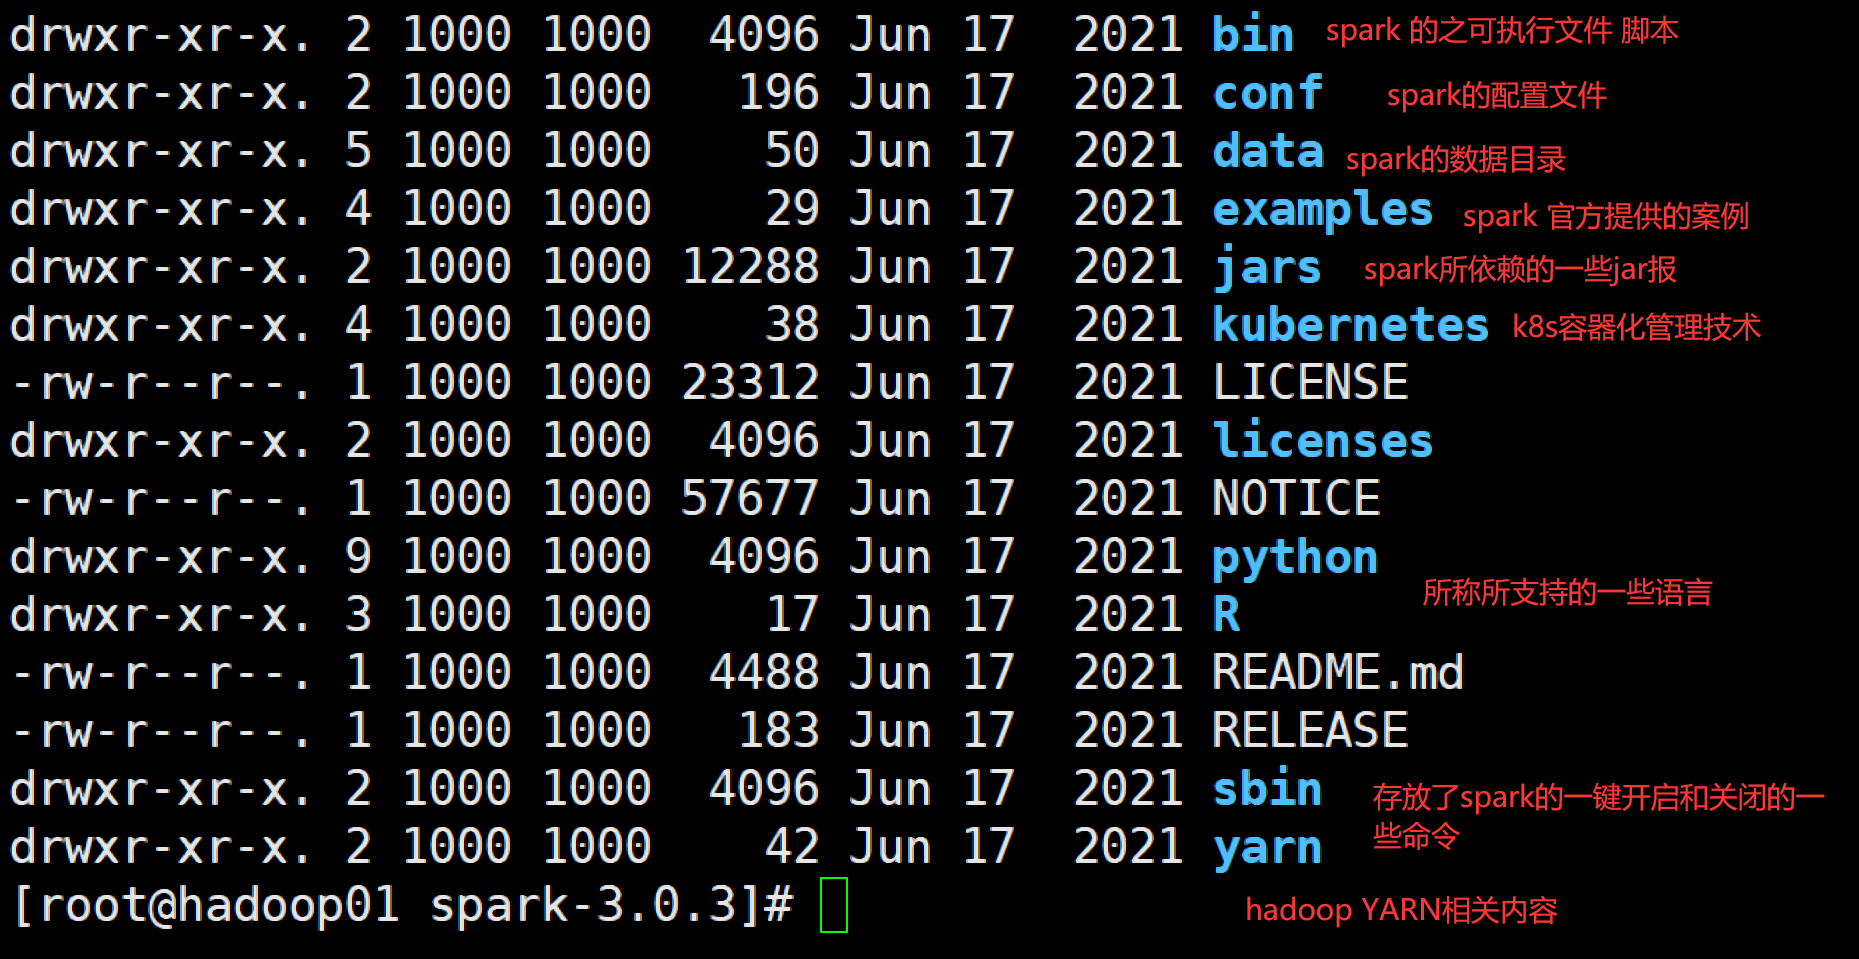 drwxr-xr-x. 2 1000 1000  4096 Jun 17  2021 bin spark 的之可执行文件 脚本
drwxr-xr-x. 2 1000 1000   196 Jun 17  2021 conf spark的配置文件
drwxr-xr-x. 5 1000 1000    50 Jun 17  2021 data spark的数据目录
drwxr-xr-x. 4 1000 1000    29 Jun 17  2021 examples spark 官方提供的案例
drwxr-xr-x. 2 1000 1000 12288 Jun 17  2021 jars spark所依赖的一些jar报
drwxr-xr-x. 4 1000 1000    38 Jun 17  2021 kubernetes k8s容器化管理技术
-rw-r--r--. 1 1000 1000 23312 Jun 17  2021 LICENSE
drwxr-xr-x. 2 1000 1000  4096 Jun 17  2021 licenses
-rw-r--r--. 1 1000 1000 57677 Jun 17  2021 NOTICE
drwxr-xr-x. 9 1000 1000  4096 Jun 17  2021 python
所称所支持的一些语言
drwxr-xr-x. 3 1000 1000    17 Jun 17  2021 R
-rw-r--r--. 1 1000 1000  4488 Jun 17  2021 README.md
-rw-r--r--. 1 1000 1000   183 Jun 17  2021 RELEASE
drwxr-xr-x. 2 1000 1000  4096 Jun 17  2021 sbin 存放了spark的一键开启和关闭的一
些命令
drwxr-xr-x. 2 1000 1000    42 Jun 17  2021 yarn
[root@hadoop01 spark-3.0.3]#
hadoop YARN相关内容